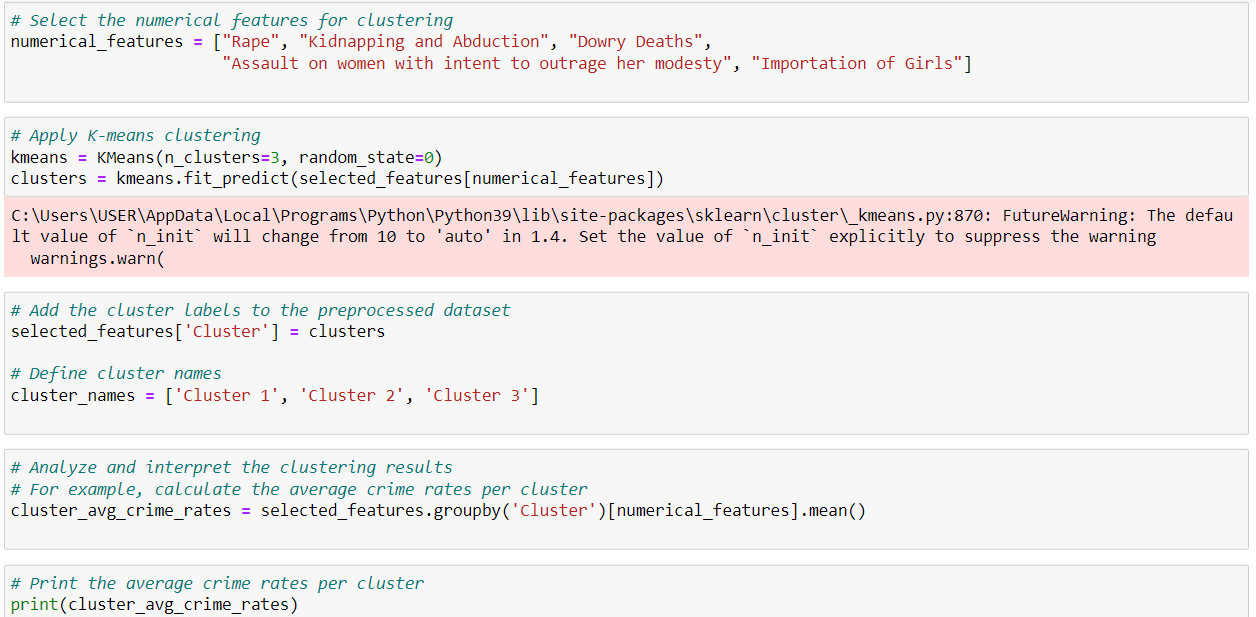 # Select the numerical features for clustering
numerical_features = ["Rape", "Kidnapping and Abduction", "Dowry Deaths",
                      "Assault on women with intent to outrage her modesty", "Importation of Girls"]
# Apply K-means clustering
kmeans = KMeans(n_clusters=3, random_state=0)
clusters = kmeans.fit_predict(selected_features[numerical_features])
C:\Users\USER\AppData\Local\Programs\Python\Python39\lib\site-packages\sklearn\cluster\_kmeans.py:870: FutureWarning: The defau
lt value of `n_init` will change from 10 to 'auto' in 1.4. Set the value of `n_init` explicitly to suppress the warning
  warnings.warn(
# Add the cluster labels to the preprocessed dataset
selected_features['Cluster'] = clusters
# Define cluster names
cluster_names = ['Cluster 1', 'Cluster 2', 'Cluster 3']
# Analyze and interpret the clustering results
# For example, calculate the average crime rates per cluster
cluster_avg_crime_rates = selected_features.groupby('Cluster')[numerical_features].mean()
# Print the average crime rates per cluster
print(cluster_avg_crime_rates)